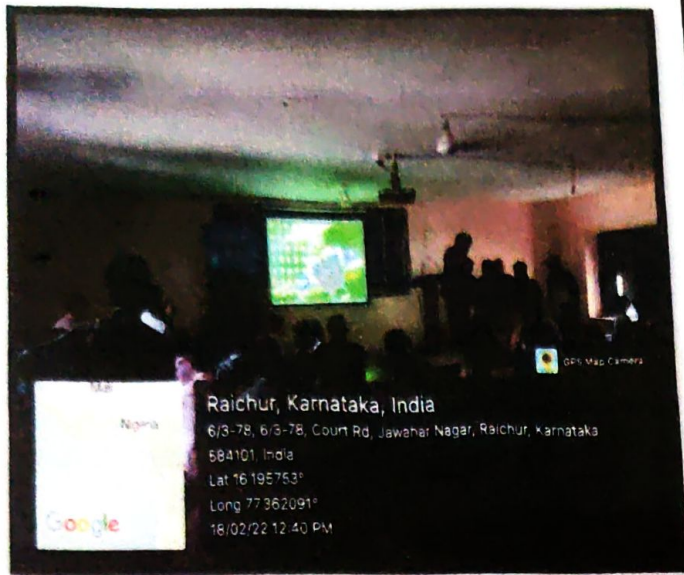 GPS Map Camera
Raichur, Karnataka, India
6/3-78, 6/3-78, Court Rd, Jawahar Nagar, Raichur, Karnataka
584101, India
Lat 16.195753°
Long 77.362091°
18/02/22 12:40 PM
Google